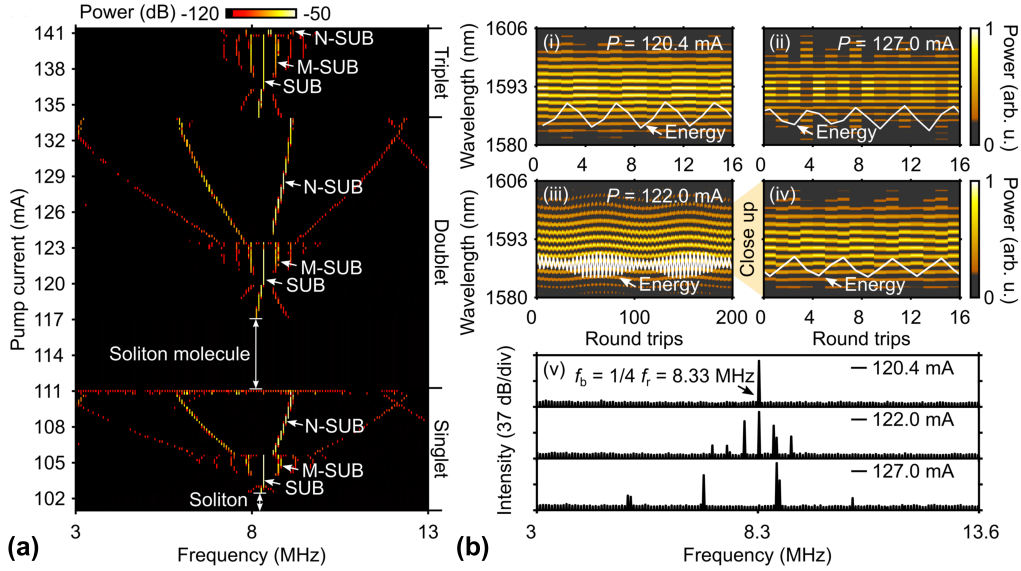 Power (dB) -120 -50
141
138
135
132
129
126
123
120
117
114
111
108
105
102
Pump current (mA)
N-SUB
M-SUB
SUB
N-SUB
M-SUB
SUB
Soliton molecule
N-SUB
M-SUB
SUB
Soliton
Triplet
Doublet
Singlet
3 8 13
Frequency (MHz)
(a)
(b)
1606
1593
1580
Wavelength (nm)
(i) P = 120.4 mA
Energy
0 4 8 12 16
(ii) P = 127.0 mA
Energy
0 4 8 12 16
1
0
Power (arb. u.)
1606
1593
1580
Wavelength (nm)
(iii) P = 122.0 mA
Energy
0 100 200
Round trips
Close up
(iv)
Energy
0 4 8 12 16
Round trips
1
0
Power (arb. u.)
Intensity (37 dB/div)
(v) fb = 1/4 fr = 8.33 MHz
120.4 mA
122.0 mA
127.0 mA
3 8.3 13.6
Frequency (MHz)